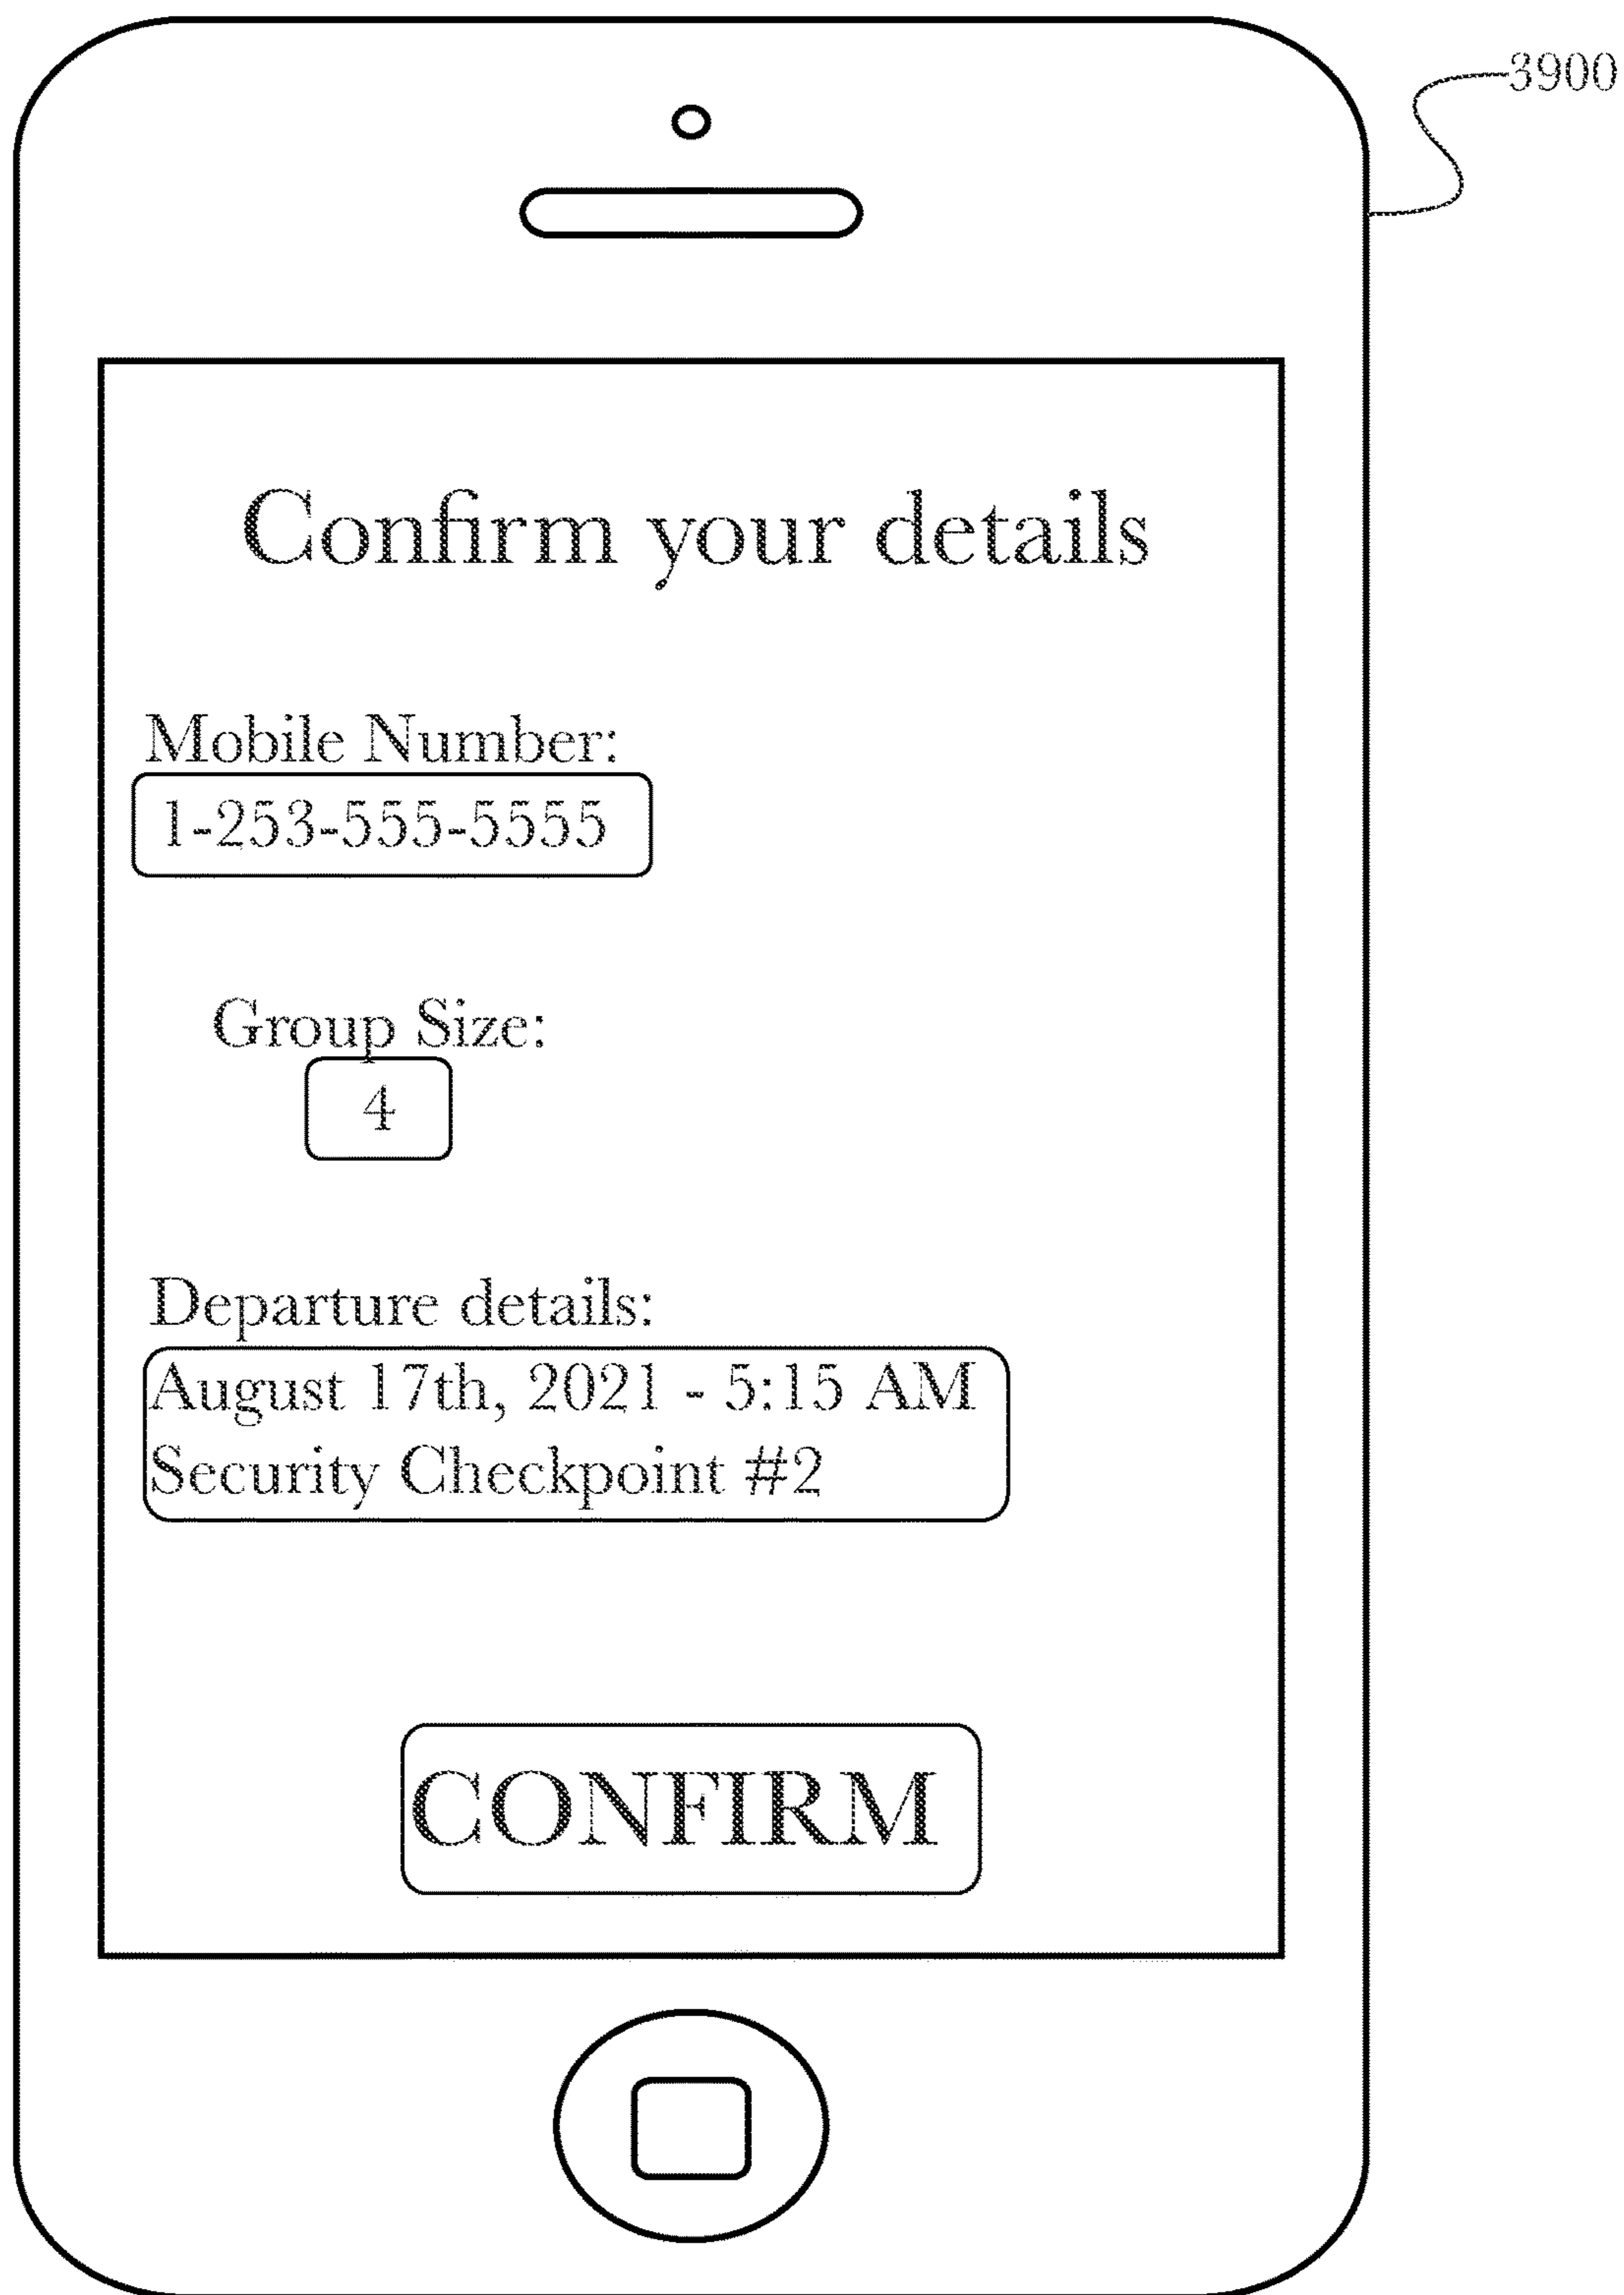 3900
Confirm your details
Mobile Number:
1-253-555-5555
Group Size:
4
Departure details:
August 17th, 2021 - 5:15 AM
Security Checkpoint #2
CONFIRM